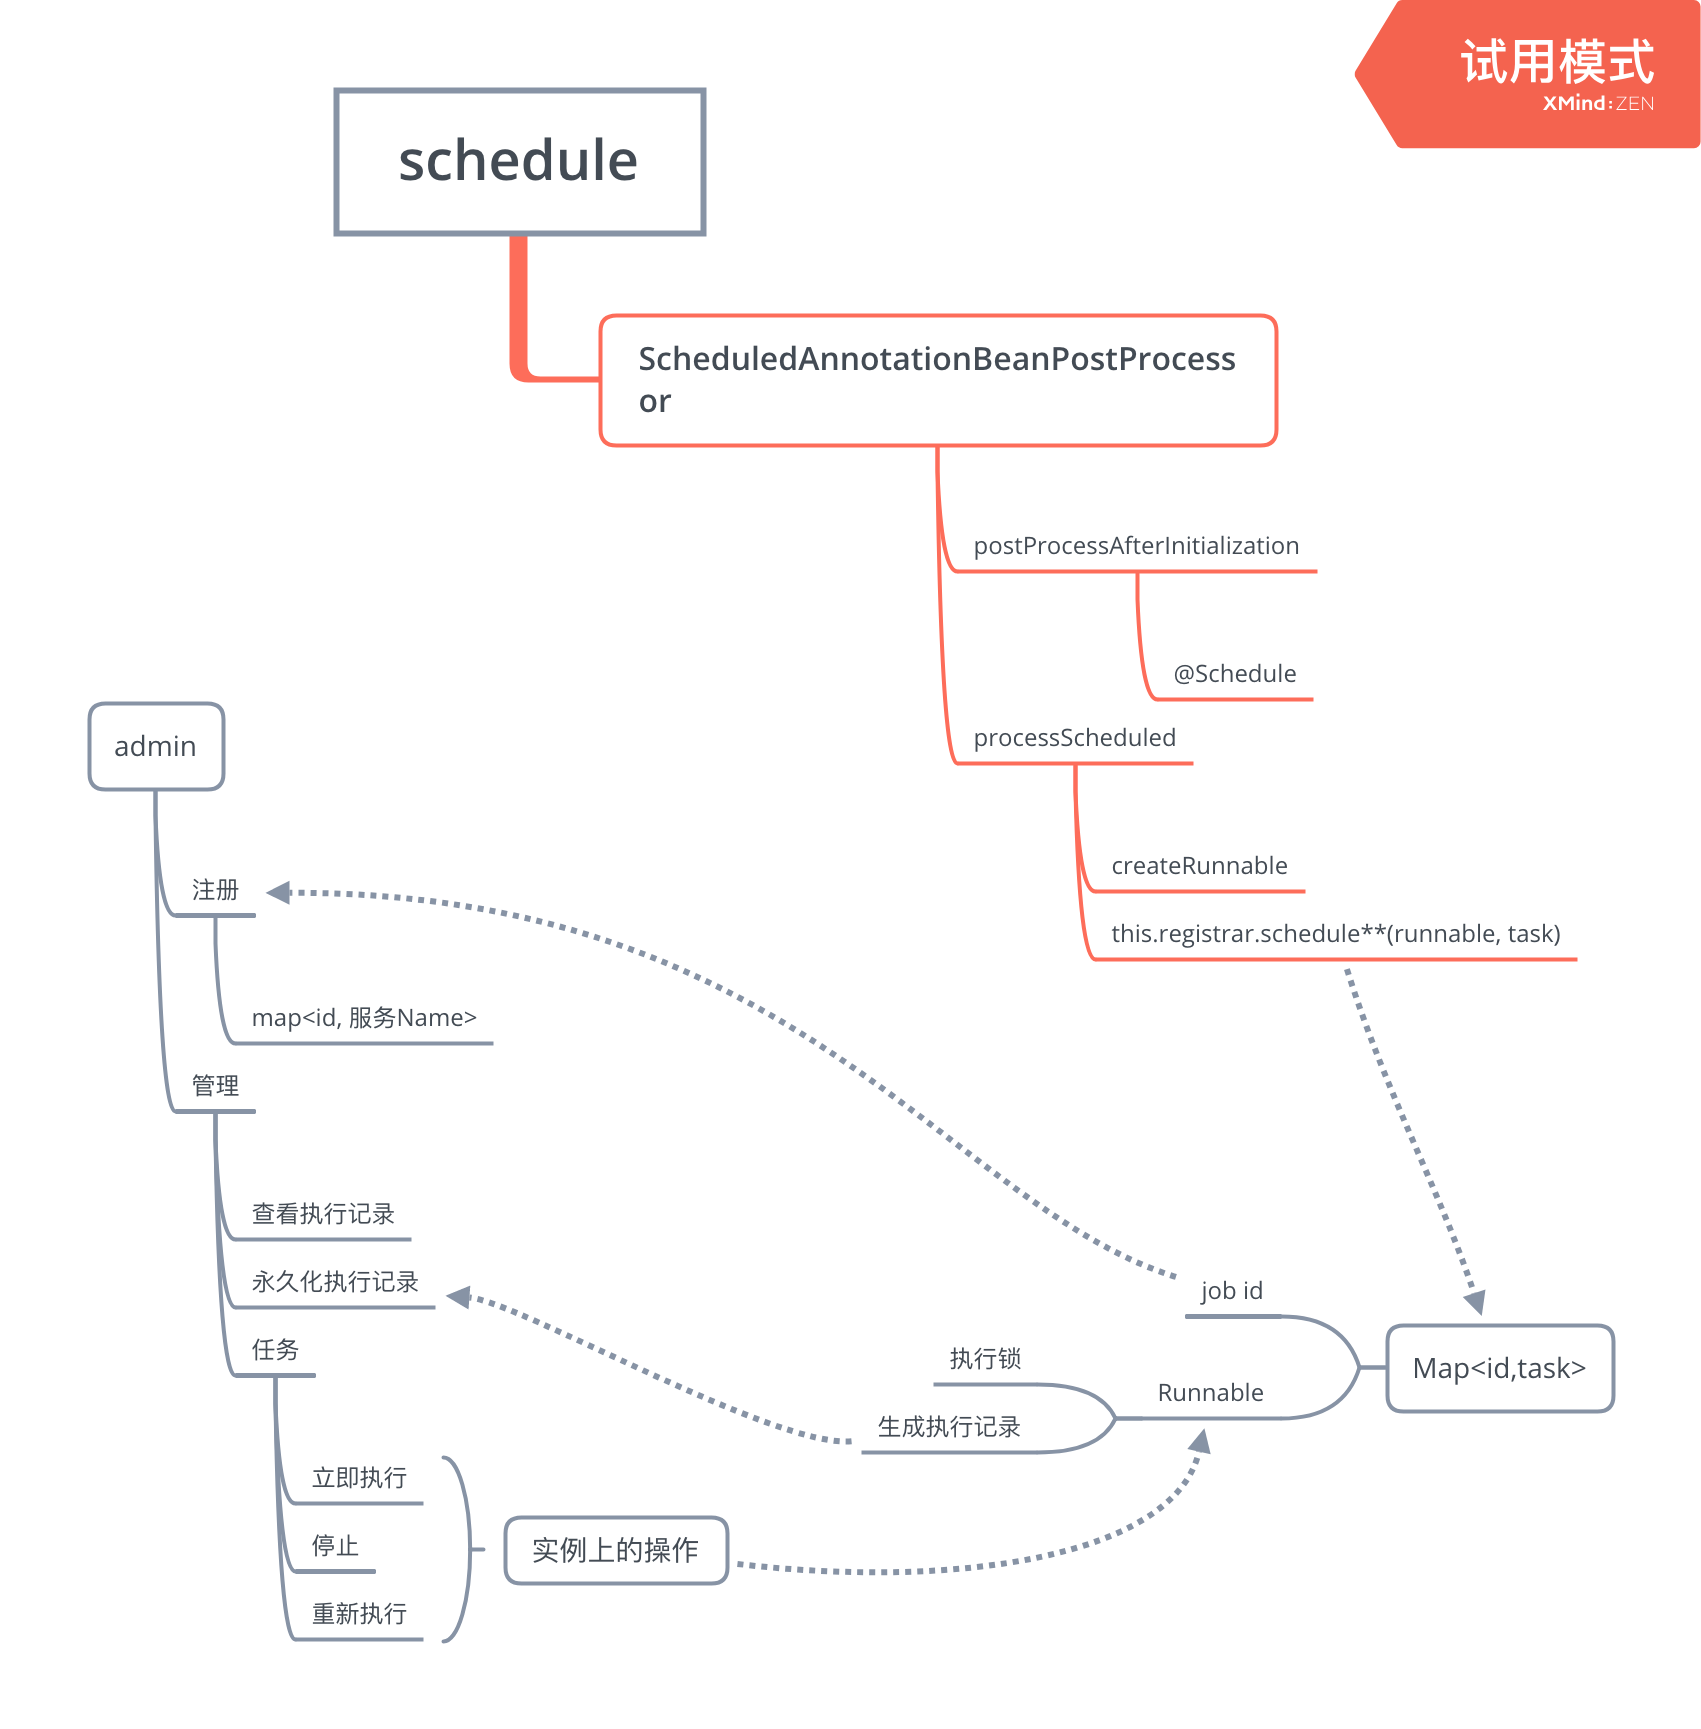 试用模式
XMind:ZEN
schedule
ScheduledAnnotationBeanPostProcess
or
postProcessAfterInitialization
@Schedule
processScheduled
createRunnable
this.registrar.schedule**(runnable, task)
admin
注册
map<id, 服务Name>
管理
查看执行记录
永久化执行记录
任务
立即执行
停止
重新执行
实例上的操作
job id
执行锁
Runnable
生成执行记录
Map<id,task>